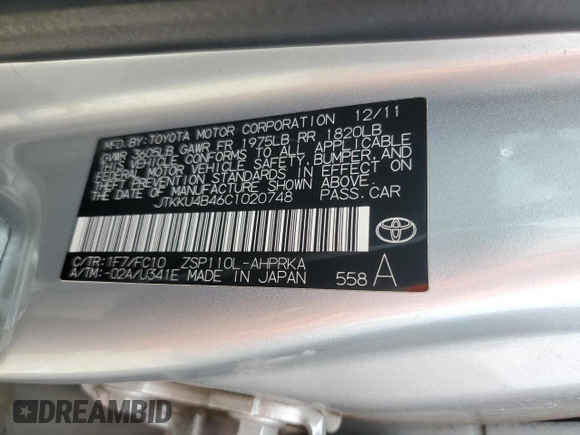 MFD. BY: TOYOTA MOTOR CORPORATION 12/11
GVWR 3605LB GAWR FR 1975LB RR 1820LB
THE VEHICLE CONFORMS TO ALL APPLICABLE
FEDERAL MOTOR VEHICLE SAFETY, BUMPER, AND
THEFT PREVENTION STANDARDS IN EFFECT ON
THE DATE OF MANUFACTURE SHOWN ABOVE.
JTKKU4B46C1020748 PASS. CAR
C/TR: 1F7/FC10 ZSP110L-AHPRKA
A/TM: -02A/U341E MADE IN JAPAN 558 A
DREAMBID